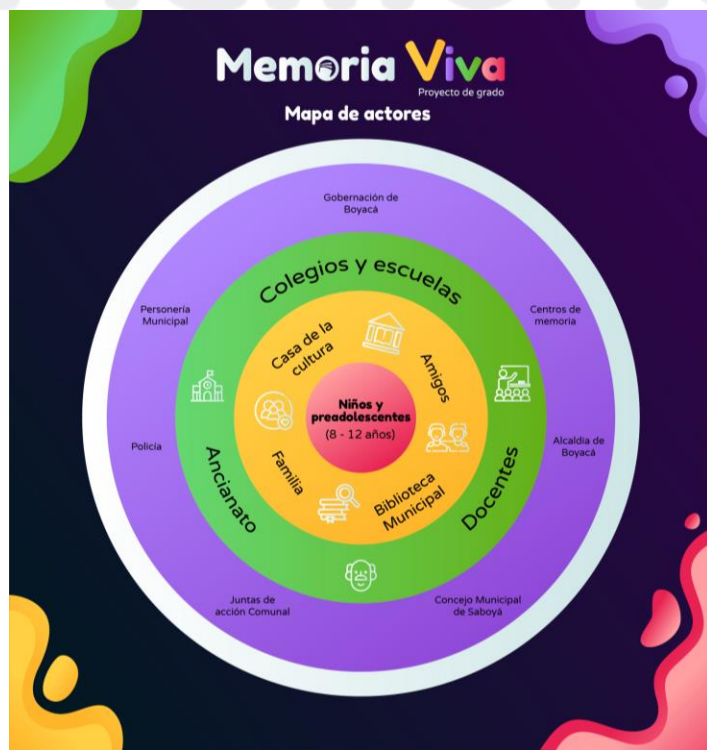 Memoria Viva
Proyecto de grado
Mapa de actores
Gobernación de
Boyacá
Colegios y escuelas
Personería
Municipal
Centros de
memoria
Casa de la
cultura
Amigos
Niños y
preadolescentes
(8 - 12 años)
Policía
Alcaldia de
Boyacá
Ancianato
Familia
Biblioteca
Municipal
Docentes
Juntas de
acción Comunal
Concejo Municipal
de Saboyá